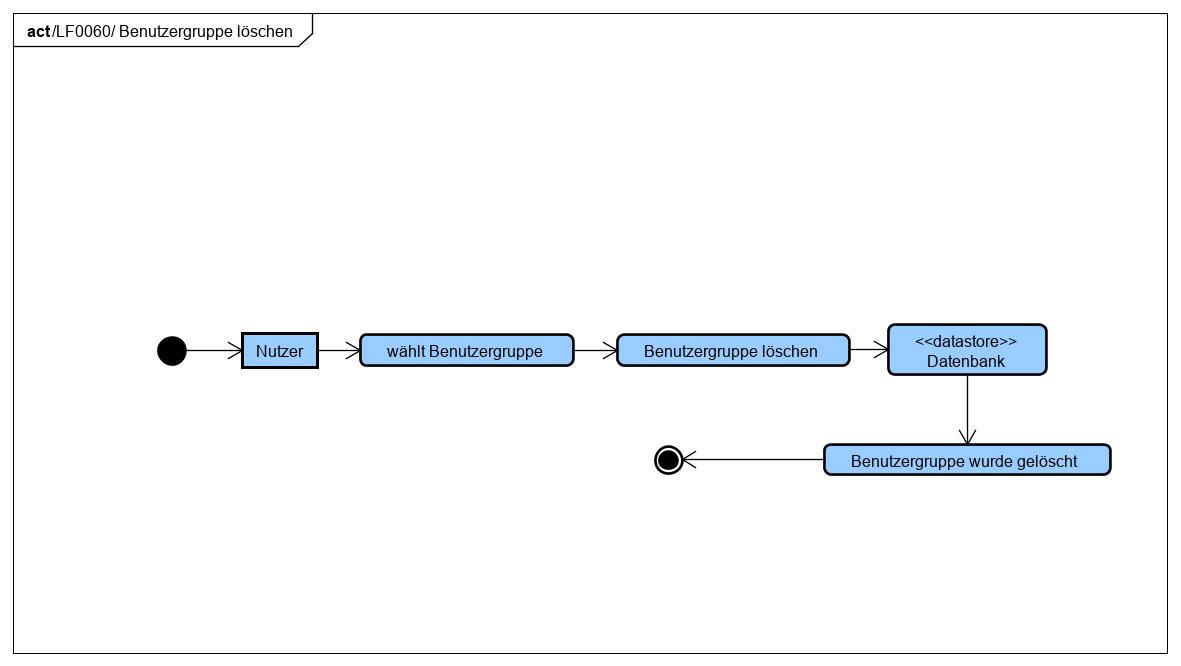 act /LF0060/ Benutzergruppe löschen
Nutzer
wählt Benutzergruppe
Benutzergruppe löschen
<<datastore>>
Datenbank
Benutzergruppe wurde gelöscht